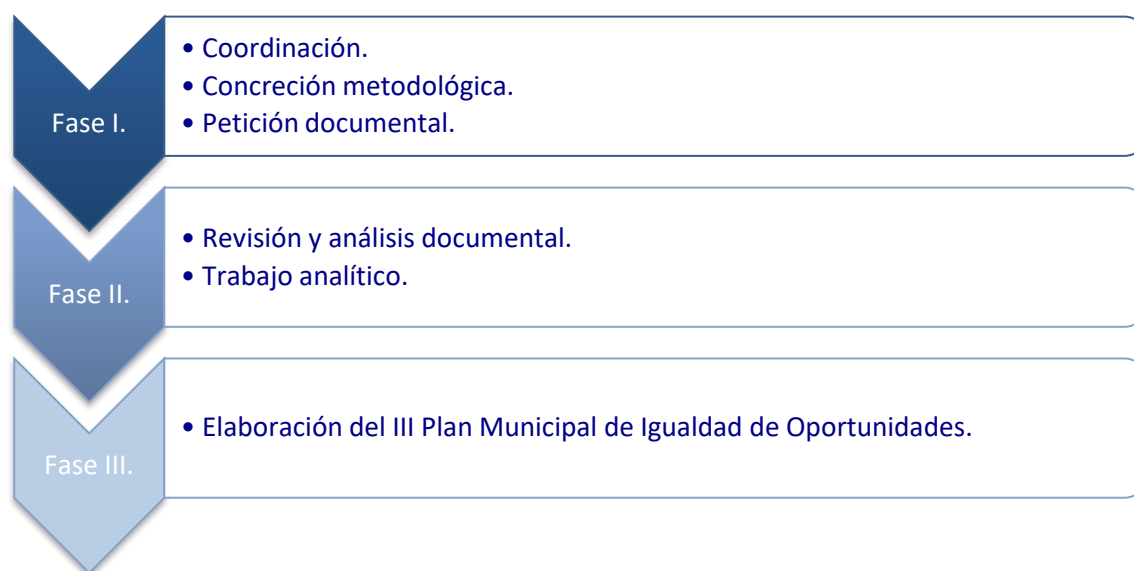 Fase I.
• Coordinación.
• Concreción metodológica.
• Petición documental.
Fase II.
• Revisión y análisis documental.
• Trabajo analítico.
Fase III.
• Elaboración del III Plan Municipal de Igualdad de Oportunidades.